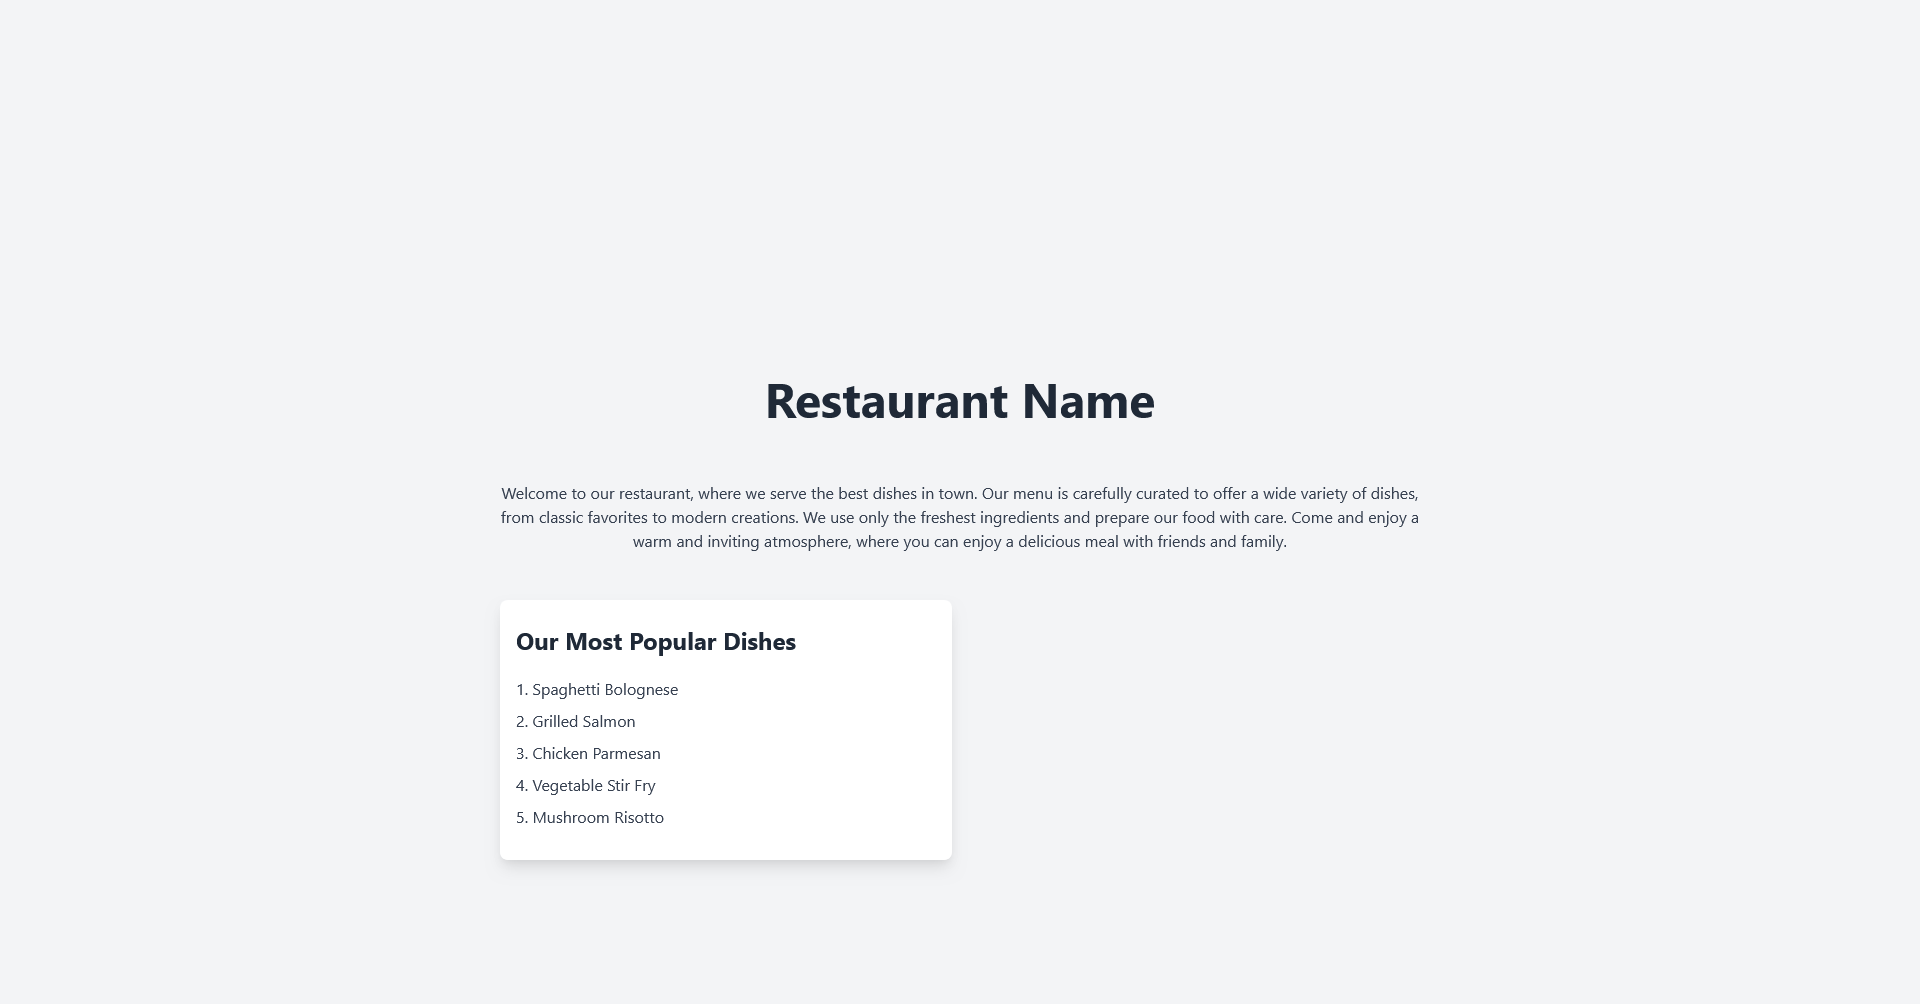 Restaurant Name
Welcome to our restaurant, where we serve the best dishes in town. Our menu is carefully curated to offer a wide variety of dishes,
from classic favorites to modern creations. We use only the freshest ingredients and prepare our food with care. Come and enjoy a
warm and inviting atmosphere, where you can enjoy a delicious meal with friends and family.
Our Most Popular Dishes
1. Spaghetti Bolognese
2. Grilled Salmon
3. Chicken Parmesan
4. Vegetable Stir Fry
5. Mushroom Risotto